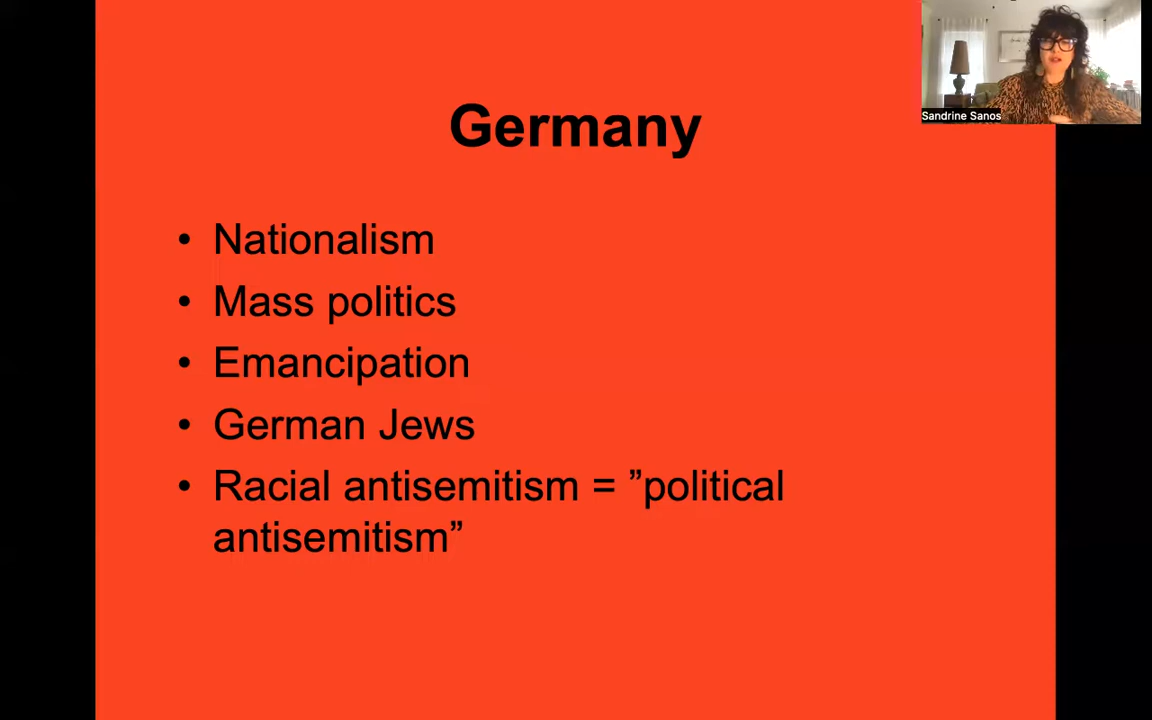 Sandrine Sanos
Germany
• Nationalism
• Mass politics
• Emancipation
• German Jews
• Racial antisemitism = ”political
antisemitism”